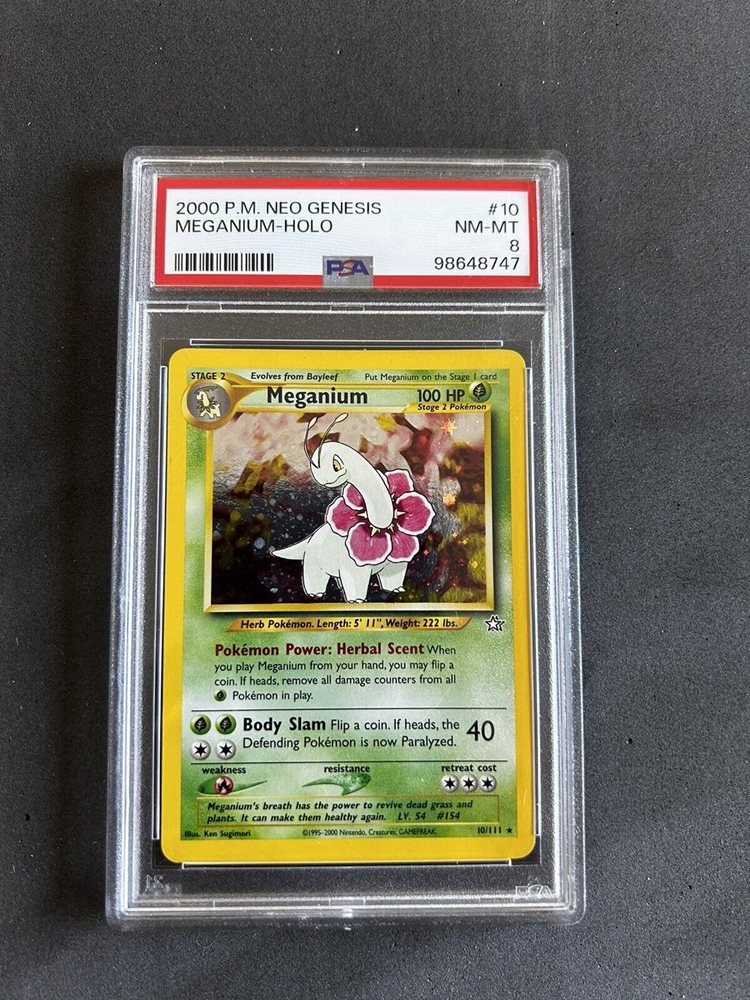 2000 P.M. NEO GENESIS #10
MEGANIUM-HOLO NM-MT
8
PSA 98648747
STAGE 2 Evolves from Bayleef Put Meganium on the Stage 1 card
Meganium 100 HP
Stage 2 Pokémon
Herb Pokémon. Length: 5' 11", Weight: 222 lbs.
Pokémon Power: Herbal Scent When
you play Meganium from your hand, you may flip a
coin. If heads, remove all damage counters from all
Pokémon in play.
Body Slam Flip a coin. If heads, the 40
Defending Pokémon is now Paralyzed.
weakness resistance retreat cost
Meganium's breath has the power to revive dead grass and
plants. It can make them healthy again. LV. 54 #154
Illus. Ken Sugimori ©1995-2000 Nintendo, Creatures, GAMEFREAK. 10/111 ★
PSA